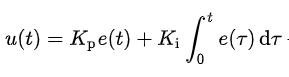 u(t) = K_p e(t) + K_i ∫_0^t e(τ) dτ ·